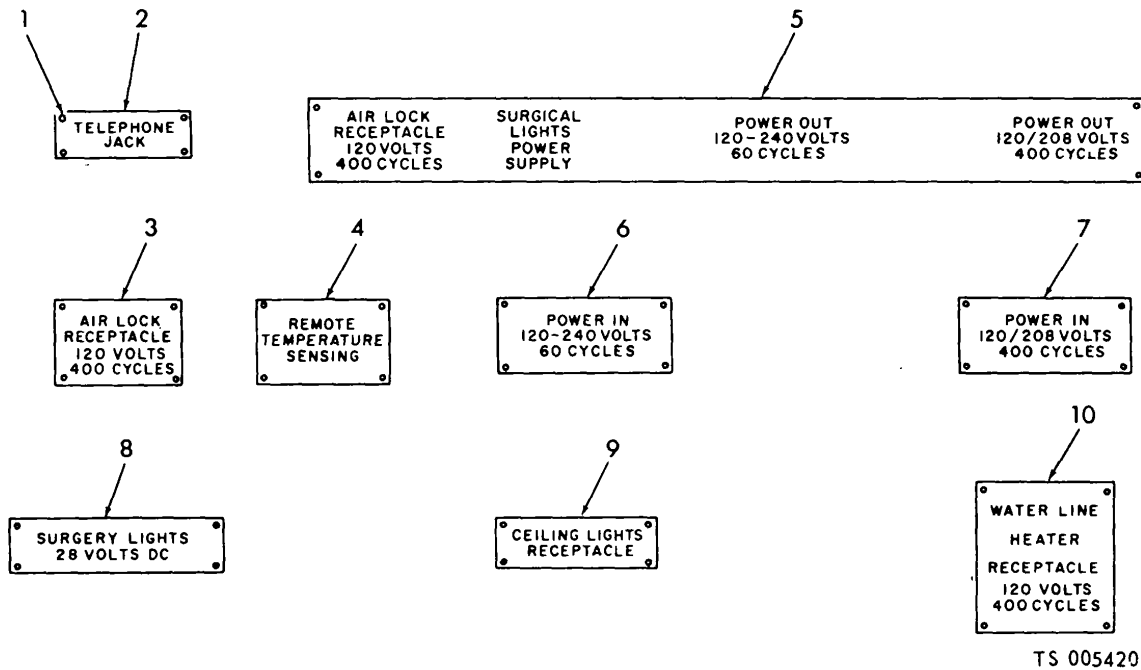 1
2
5
TELEPHONE
JACK
AIR LOCK
RECEPTACLE
120 VOLTS
400 CYCLES
SURGICAL
LIGHTS
POWER
SUPPLY
POWER OUT
120-240 VOLTS
60 CYCLES
POWER OUT
120/208 VOLTS
400 CYCLES
3
4
6
7
AIR LOCK
RECEPTACLE
120 VOLTS
400 CYCLES
REMOTE
TEMPERATURE
SENSING
POWER IN
120-240 VOLTS
60 CYCLES
POWER IN
120/208 VOLTS
400 CYCLES
8
9
10
SURGERY LIGHTS
28 VOLTS DC
CEILING LIGHTS
RECEPTACLE
WATER LINE
HEATER
RECEPTACLE
120 VOLTS
400 CYCLES
TS 005420